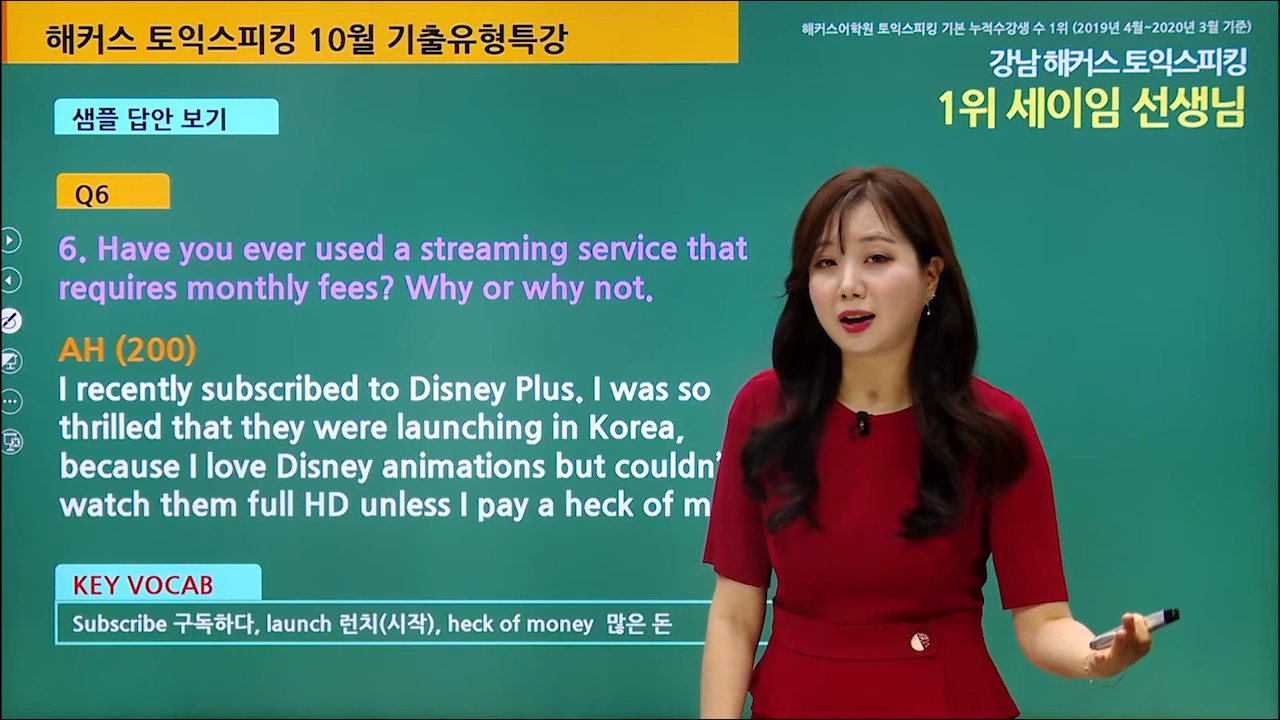 해커스 토익스피킹 10월 기출유형특강
해커스어학원 토익스피킹 기본 누적수강생 수 1위 (2019년 4월~2020년 3월 기준)
강남 해커스 토익스피킹
1위 세이임 선생님
샘플 답안 보기
Q6
6. Have you ever used a streaming service that
requires monthly fees? Why or why not.
AH (200)
I recently subscribed to Disney Plus. I was so
thrilled that they were launching in Korea,
because I love Disney animations but couldn'
watch them full HD unless I pay a heck of m
KEY VOCAB
Subscribe 구독하다, launch 런치(시작), heck of money 많은 돈